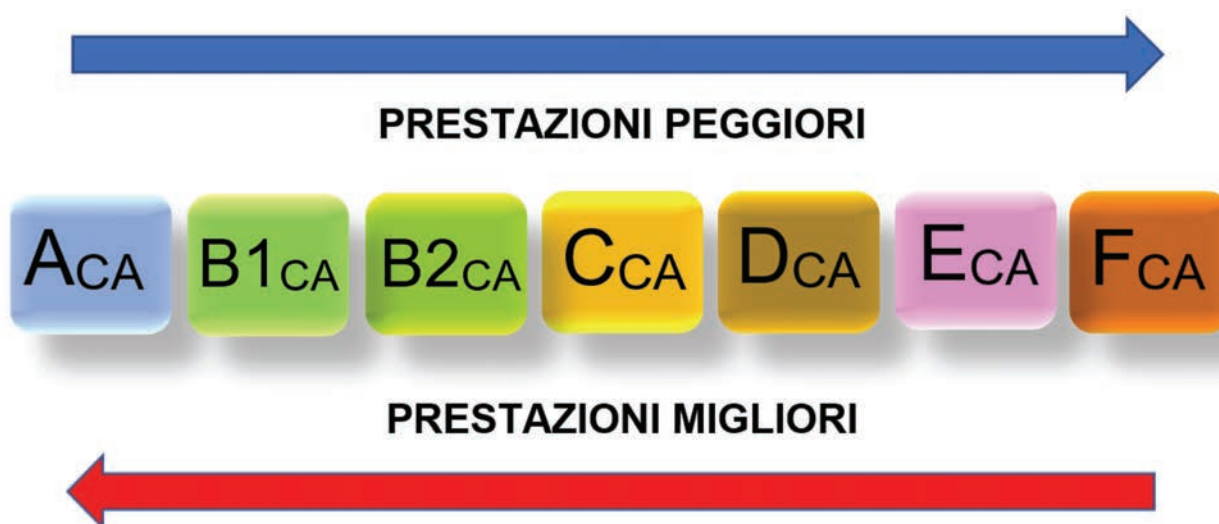 PRESTAZIONI PEGGIORI
ACA B1CA B2CA CCA DCA ECA FCA
PRESTAZIONI MIGLIORI